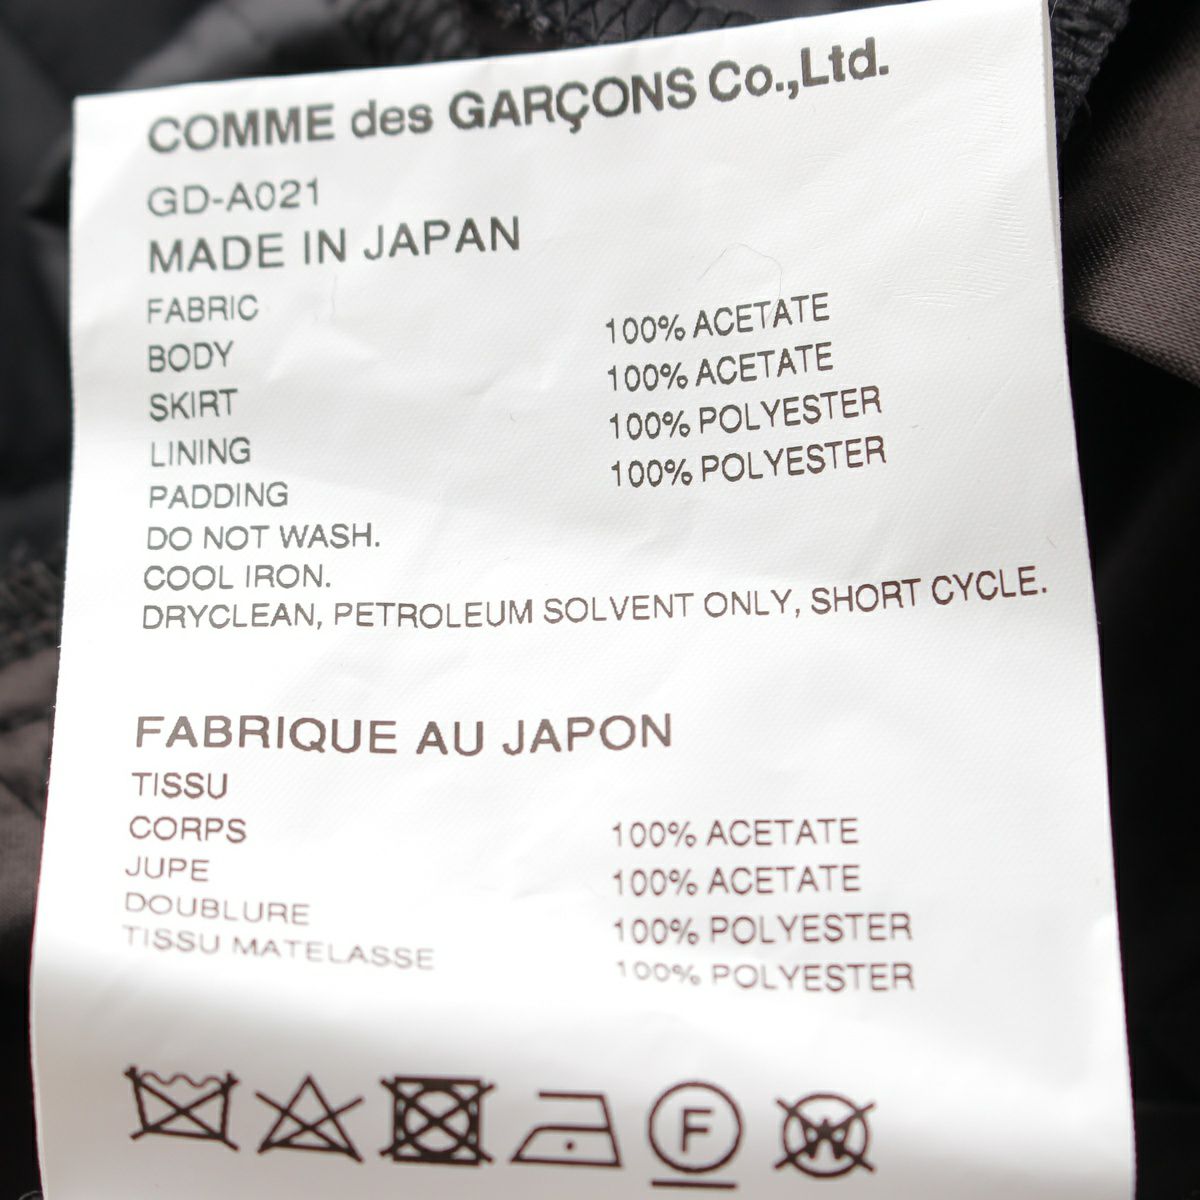 COMME des GARÇONS Co.,Ltd.
GD-A021
MADE IN JAPAN
FABRIC
BODY 100% ACETATE
SKIRT 100% ACETATE
LINING 100% POLYESTER
PADDING 100% POLYESTER
DO NOT WASH.
COOL IRON.
DRYCLEAN, PETROLEUM SOLVENT ONLY, SHORT CYCLE.
FABRIQUE AU JAPON
TISSU
CORPS 100% ACETATE
JUPE 100% ACETATE
DOUBLURE 100% POLYESTER
TISSU MATELASSE 100% POLYESTER
F W